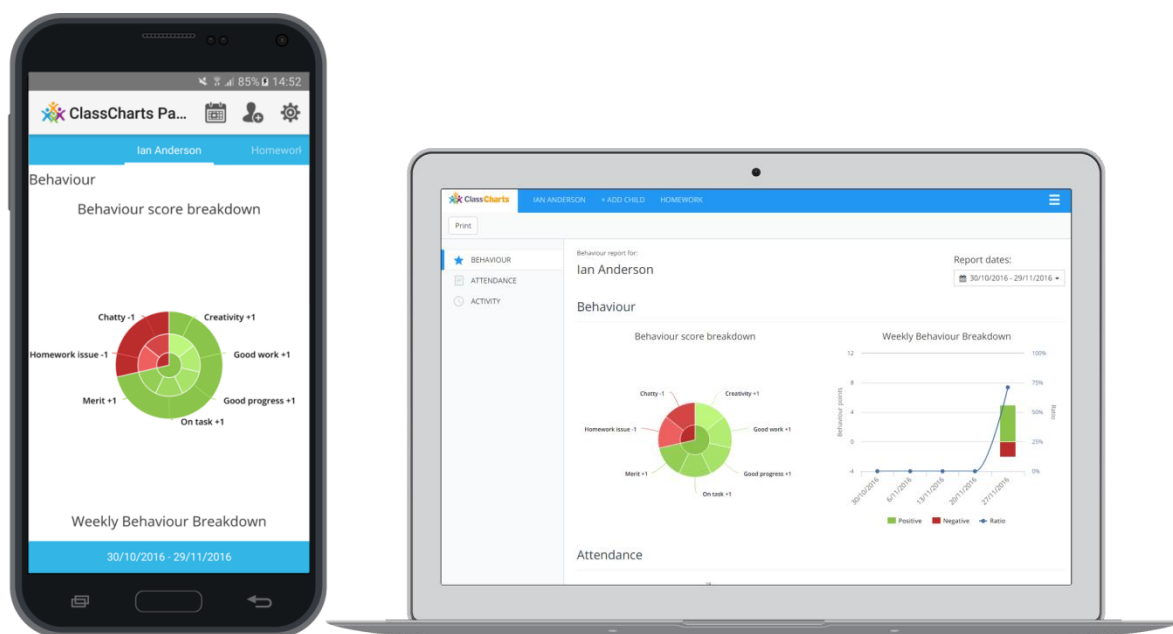 85% 14:52
ClassCharts Pa...
Ian Anderson
Homework
Behaviour
Behaviour score breakdown
Chatty -1
Creativity +1
Homework issue -1
Good work +1
Merit +1
Good progress +1
On task +1
Weekly Behaviour Breakdown
30/10/2016 - 29/11/2016
ClassCharts
IAN ANDERSON
+ ADD CHILD
HOMEWORK
Print
BEHAVIOUR
ATTENDANCE
ACTIVITY
Behaviour report for:
Ian Anderson
Report dates:
30/10/2016 - 29/11/2016
Behaviour
Behaviour score breakdown
Chatty -1
Creativity +1
Homework issue -1
Good work +1
Merit +1
Good progress +1
On task +1
Weekly Behaviour Breakdown
12
8
4
0
-4
Behaviour points
100%
75%
50%
25%
0%
Ratio
30/10/2016
6/11/2016
13/11/2016
20/11/2016
27/11/2016
Positive
Negative
Ratio
Attendance